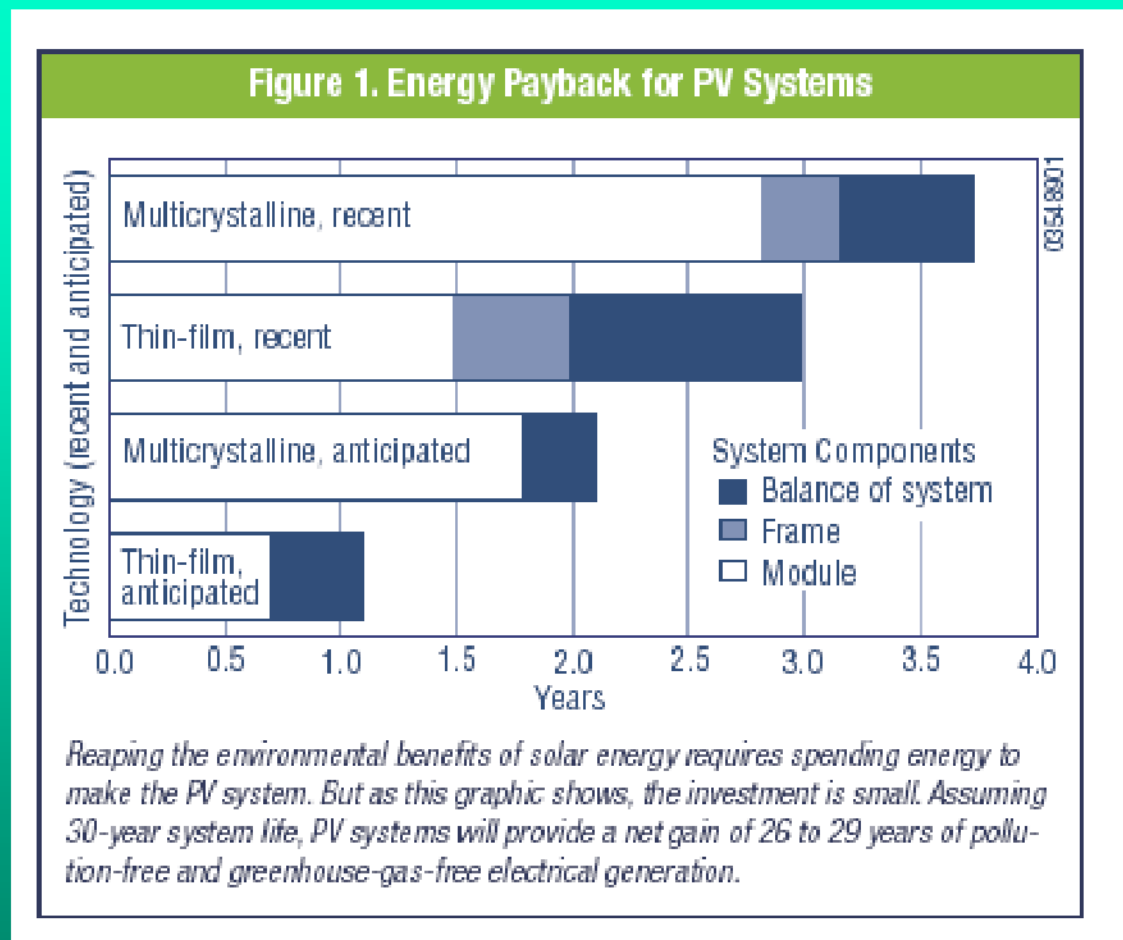 Figure 1. Energy Payback for PV Systems
Technology (recent and anticipated)
Multicrystalline, recent
Thin-film, recent
Multicrystalline, anticipated
Thin-film,
anticipated
03548901
System Components
Balance of system
Frame
Module
0.0 0.5 1.0 1.5 2.0 2.5 3.0 3.5 4.0
Years
Reaping the environmental benefits of solar energy requires spending energy to
make the PV system. But as this graphic shows, the investment is small. Assuming
30-year system life, PV systems will provide a net gain of 26 to 29 years of pollu-
tion-free and greenhouse-gas-free electrical generation.